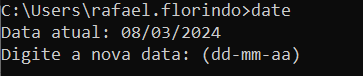 C:\Users\rafael.florindo>date
Data atual: 08/03/2024
Digite a nova data: (dd-mm-aa)